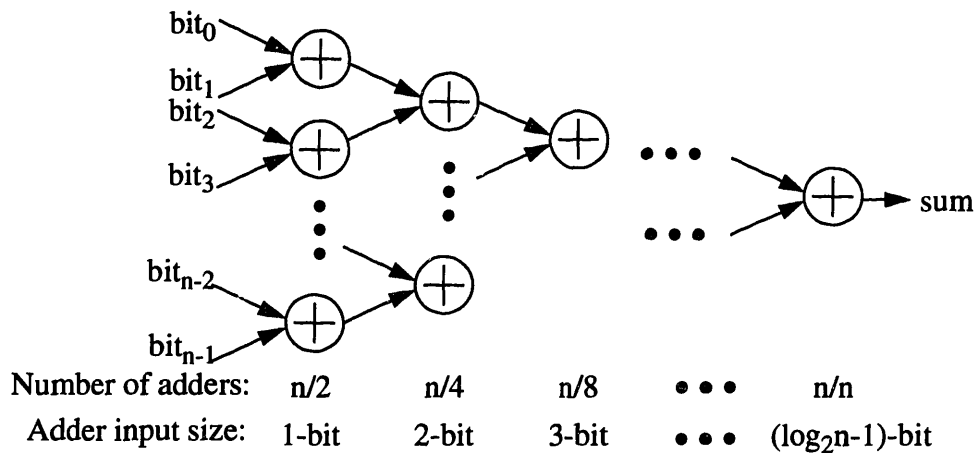 bit0
bit1
bit2
bit3
sum
bitn-2
bitn-1
Number of adders: n/2 n/4 n/8 ••• n/n
Adder input size: 1-bit 2-bit 3-bit ••• (log2n-1)-bit